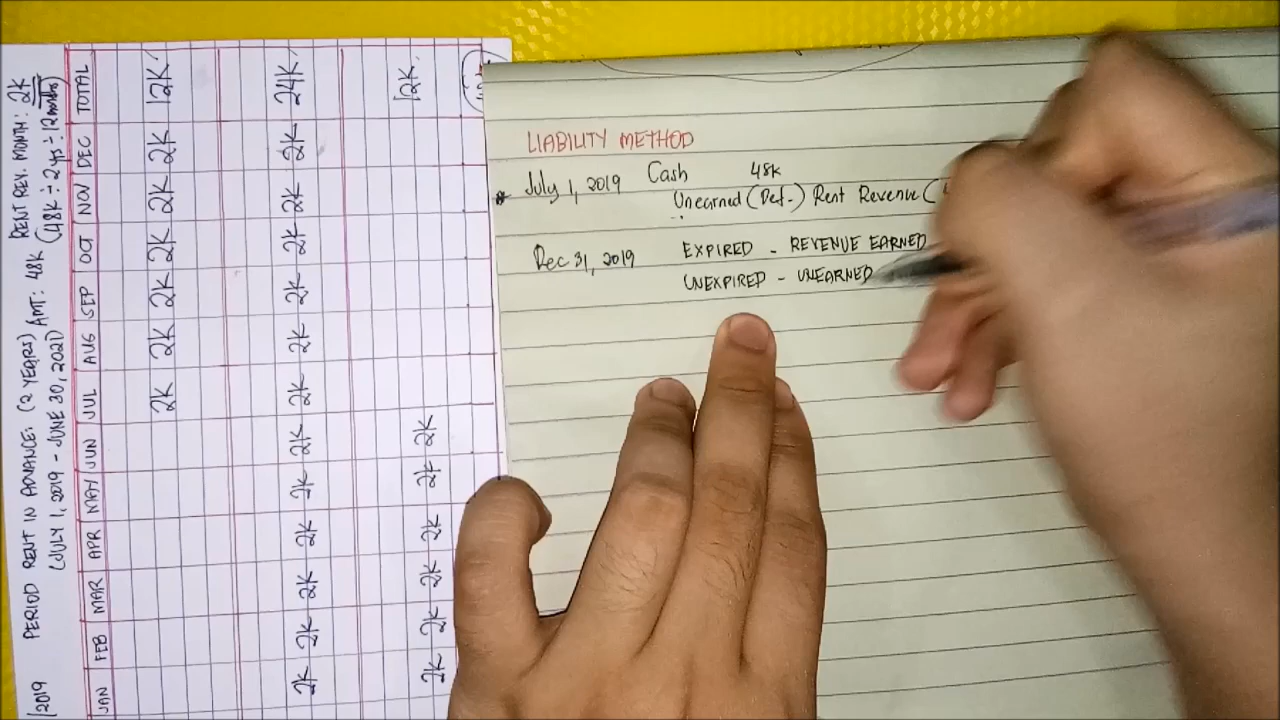 /2019 PERIOD RENT IN ADVANCE: (2 YEARS) AMT: 48K RENT REV. MONTH: 2K
(JULY 1, 2019 - JUNE 30, 2021) (48K ÷ 2 yrs ÷ 12 months)
JAN FEB MAR APR MAY JUN JUL AUG SEP OCT NOV DEC TOTAL
2K 2K 2K 2K 2K 2K 12K
2K 2K 2K 2K 2K 2K 2K 2K 2K 2K 2K 2K 24K
2K 2K 2K 2K 2K 2K 12K
LIABILITY METHOD
* July 1, 2019 Cash 48K
Unearned (Def.) Rent Revenue (
Dec 31, 2019 EXPIRED - REVENUE EARNED
UNEXPIRED - UNEARNED